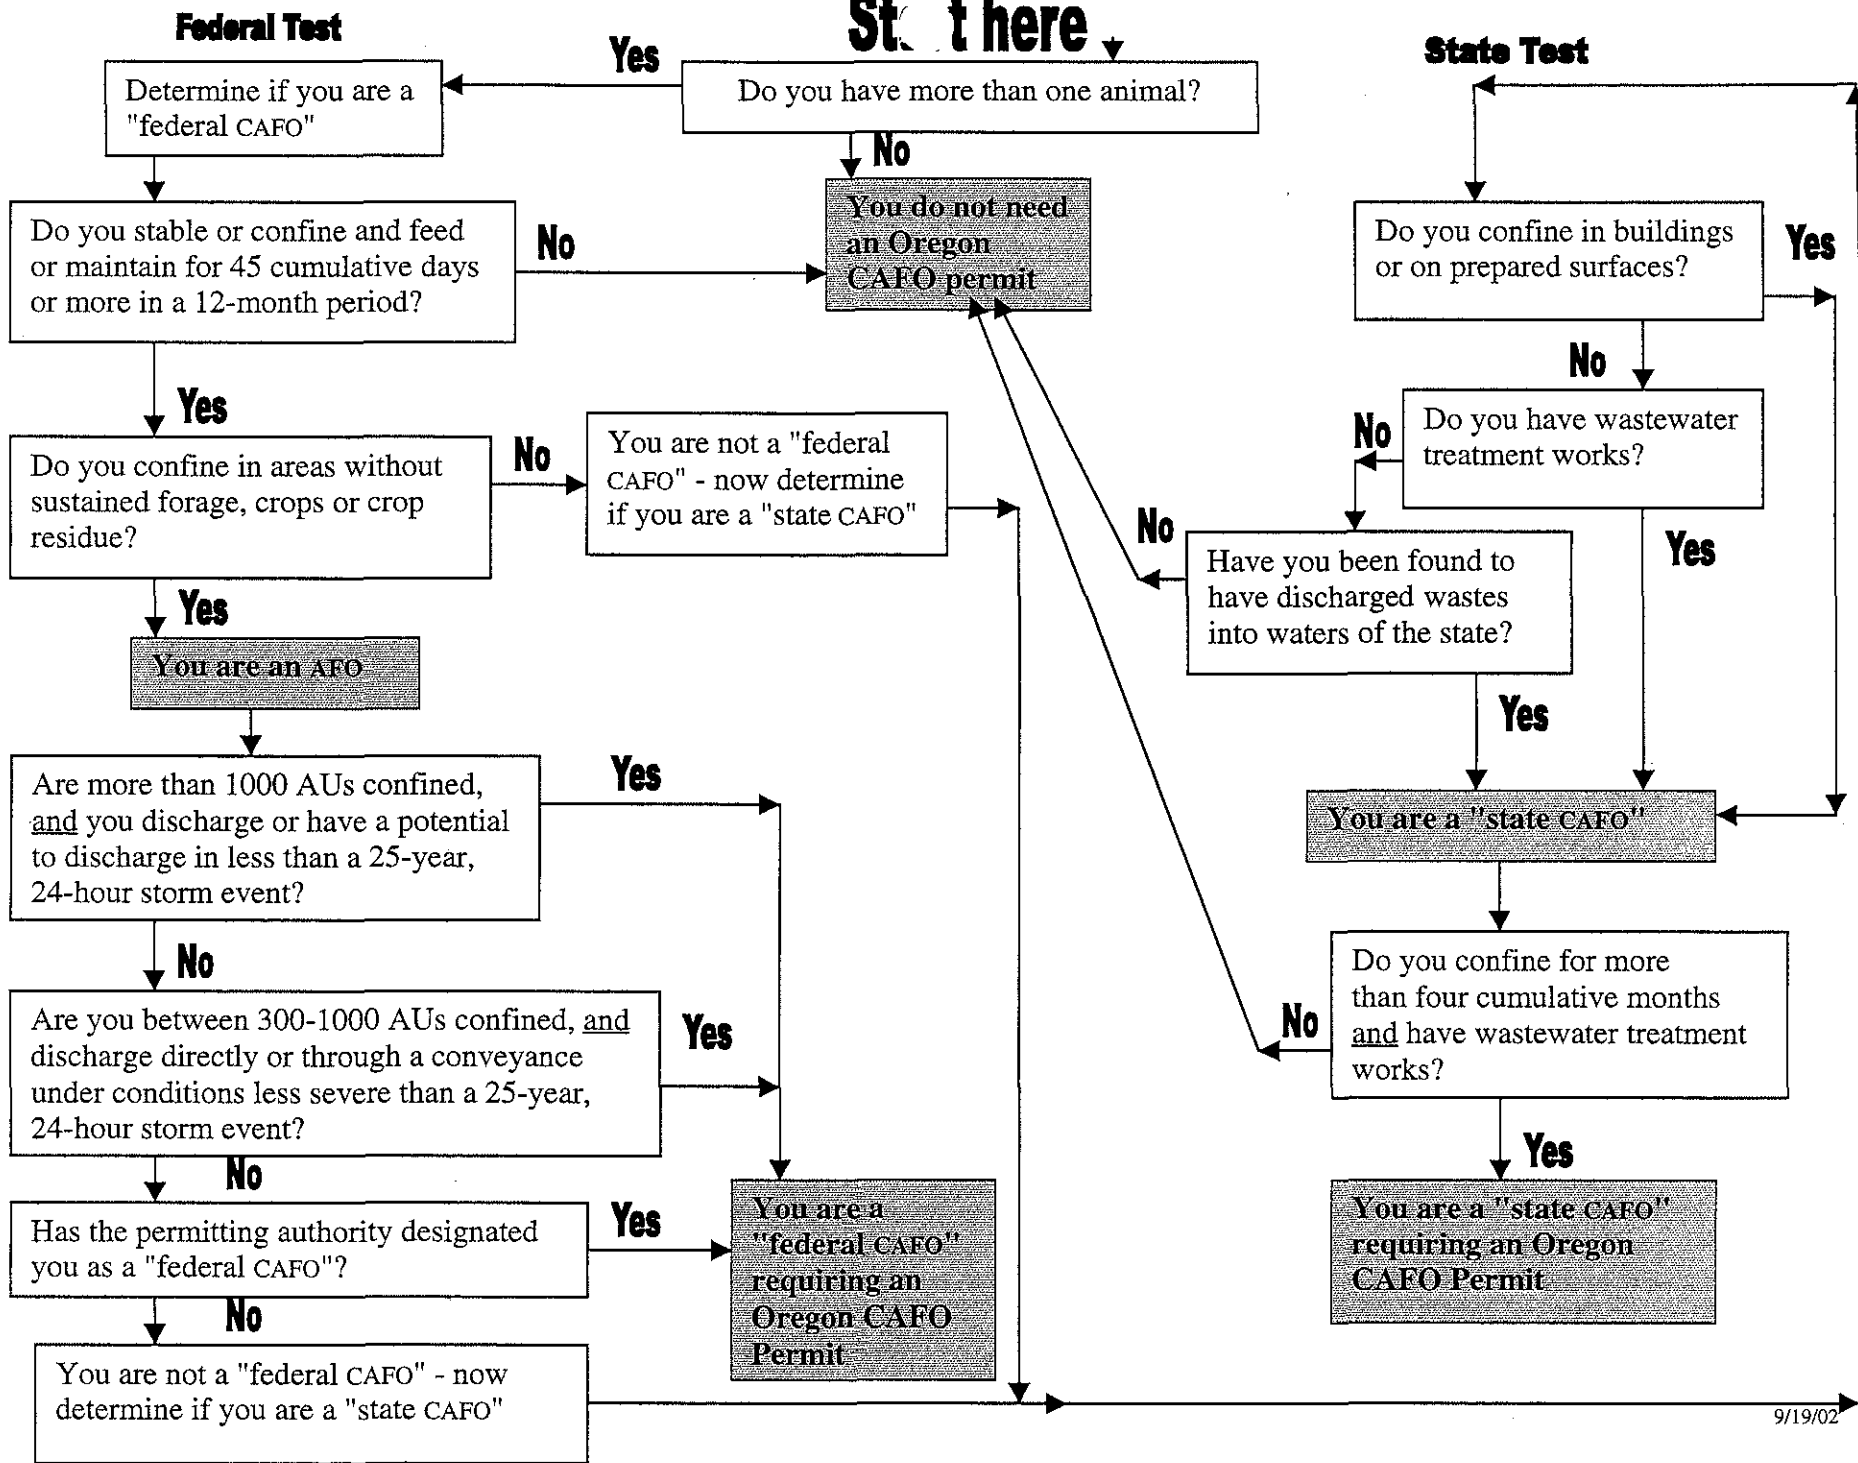 Federal Test
Start here
State Test
Yes
Determine if you are a
"federal CAFO"
Do you have more than one animal?
No
You do not need
an Oregon
CAFO permit
Do you stable or confine and feed
or maintain for 45 cumulative days
or more in a 12-month period?
No
Yes
Do you confine in areas without
sustained forage, crops or crop
residue?
No
You are not a "federal
CAFO" - now determine
if you are a "state CAFO"
Yes
You are an AFO
Are more than 1000 AUs confined,
and you discharge or have a potential
to discharge in less than a 25-year,
24-hour storm event?
Yes
No
Are you between 300-1000 AUs confined, and
discharge directly or through a conveyance
under conditions less severe than a 25-year,
24-hour storm event?
Yes
No
Has the permitting authority designated
you as a "federal CAFO"?
Yes
You are a
"federal CAFO"
requiring an
Oregon CAFO
Permit
No
You are not a "federal CAFO" - now
determine if you are a "state CAFO"
Do you confine in buildings
or on prepared surfaces?
Yes
No
Do you have wastewater
treatment works?
No
Yes
Have you been found to
have discharged wastes
into waters of the state?
No
Yes
You are a "state CAFO"
Do you confine for more
than four cumulative months
and have wastewater treatment
works?
No
Yes
You are a "state CAFO"
requiring an Oregon
CAFO Permit
9/19/02